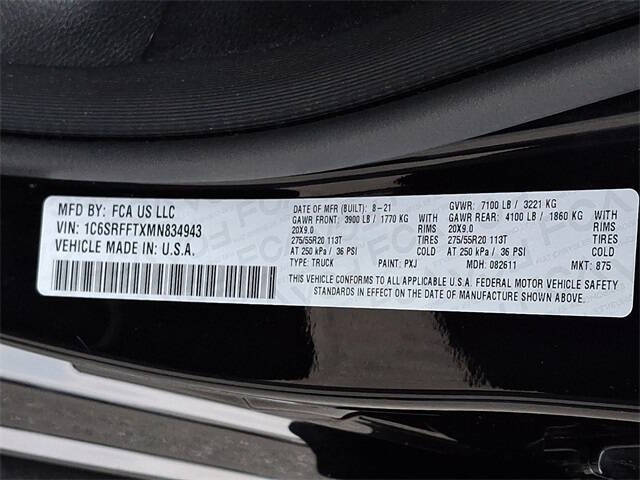 MFD BY: FCA US LLC
VIN: 1C6SRFFTXMN834943
VEHICLE MADE IN U.S.A.
DATE OF MFR (BUILT): 8-21
GVWR: 7100 LB / 3221 KG
GAWR FRONT: 3900 LB / 1770 KG
GAWR REAR: 4100 LB / 1860 KG
20X9.0 RIMS 20X9.0 RIMS
275/55R20 113T TIRES 275/55R20 113T TIRES
AT 250 kPa / 36 PSI COLD AT 250 kPa / 36 PSI COLD
TYPE: TRUCK PAINT: PXJ MDH: 082611 MKT: 875
THIS VEHICLE CONFORMS TO ALL APPLICABLE U.S.A. FEDERAL MOTOR VEHICLE SAFETY
STANDARDS IN EFFECT ON THE DATE OF MANUFACTURE SHOWN ABOVE.